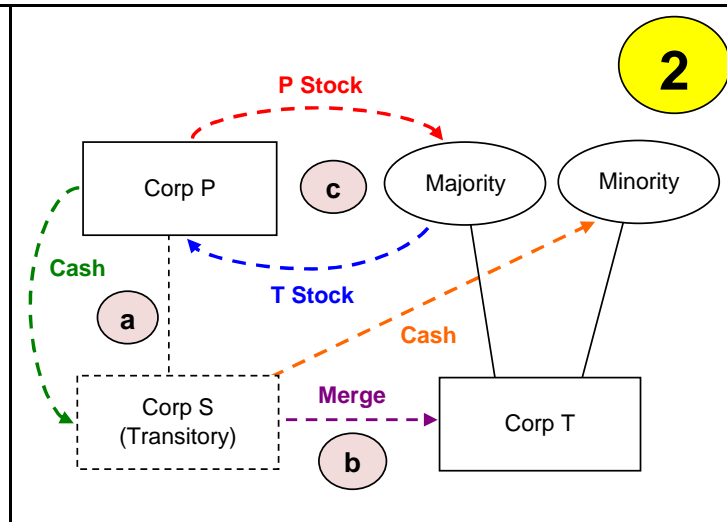 2
P Stock
Corp P
c
Majority
Minority
Cash
T Stock
a
Cash
Corp S
(Transitory)
Merge
Corp T
b